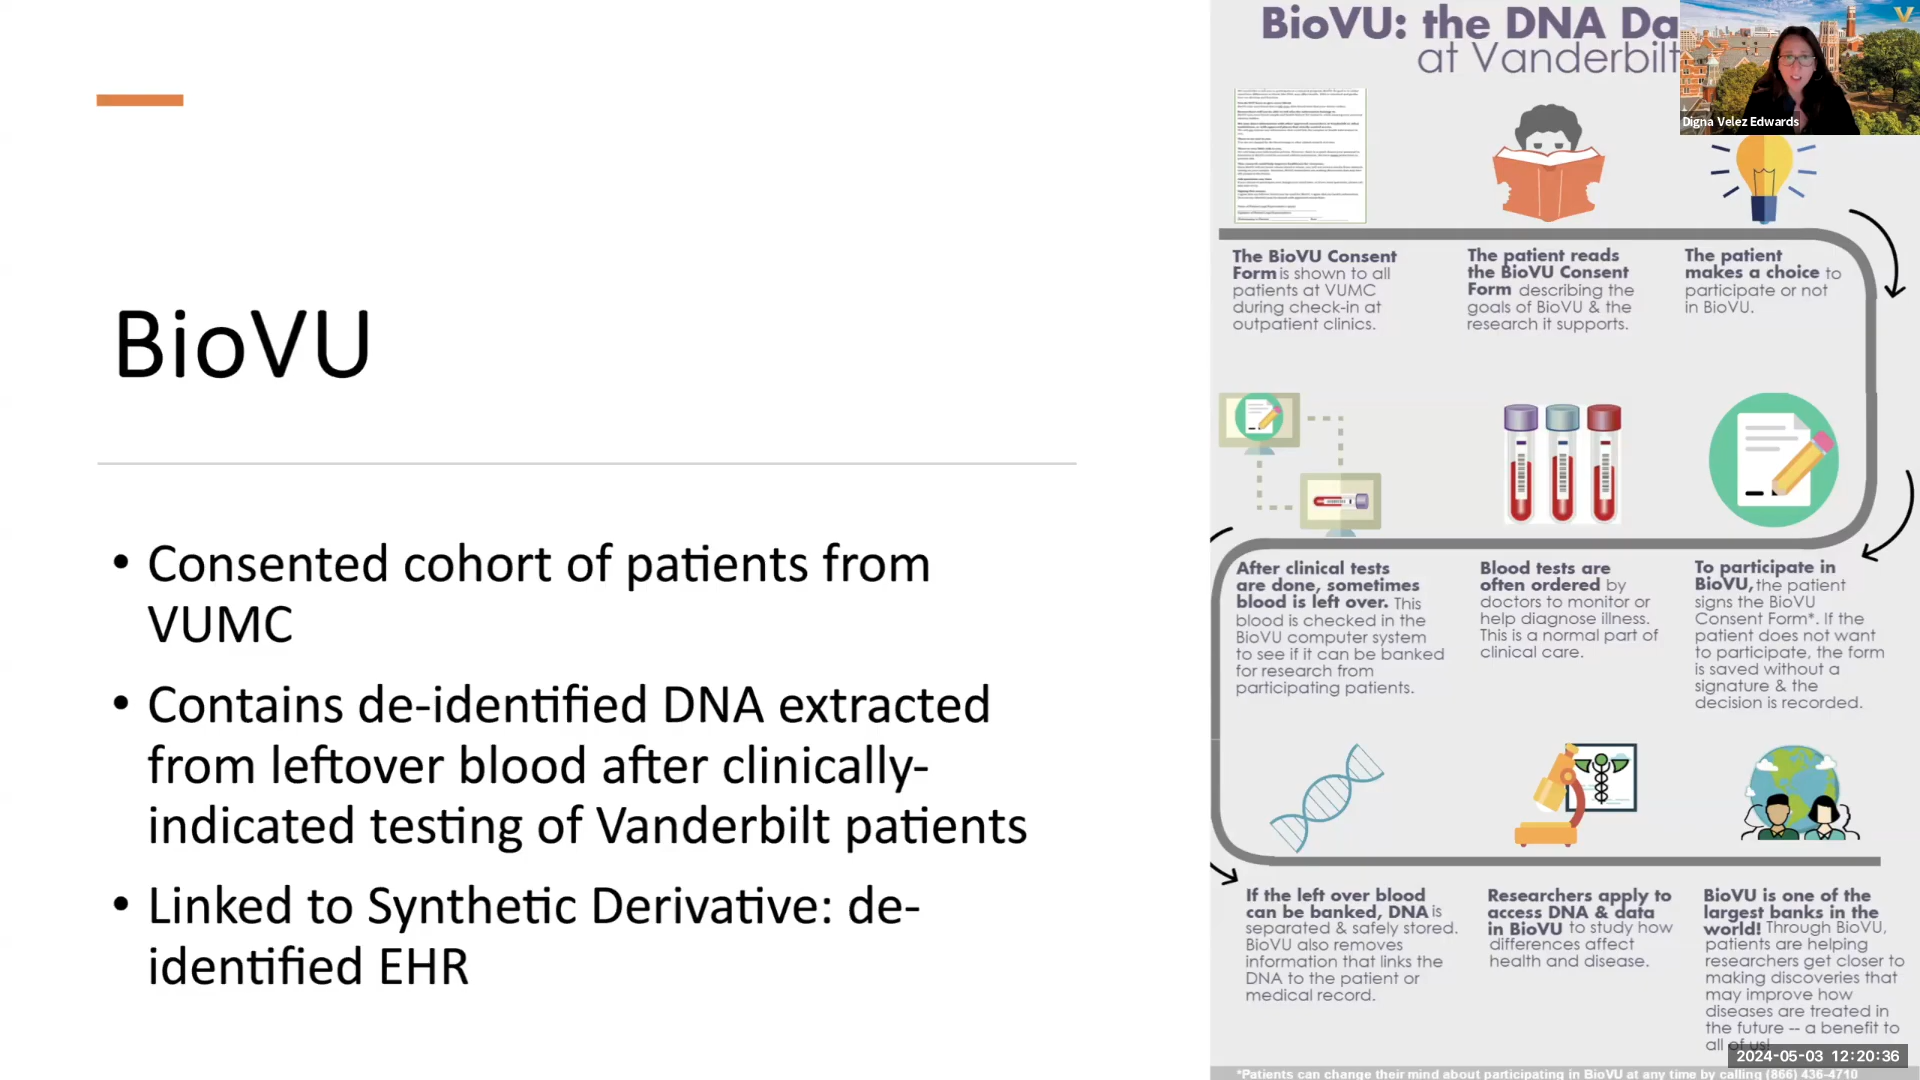 BioVU
• Consented cohort of patients from
VUMC
• Contains de-identified DNA extracted
from leftover blood after clinically-
indicated testing of Vanderbilt patients
• Linked to Synthetic Derivative: de-
identified EHR
BioVU: the DNA Da
at Vanderbilt
Digna Velez Edwards
The BioVU Consent
Form is shown to all
patients at VUMC
during check-in at
outpatient clinics.
The patient reads
the BioVU Consent
Form describing the
goals of BioVU & the
research it supports.
The patient
makes a choice to
participate or not
in BioVU.
To participate in
BioVU, the patient
signs the BioVU
Consent Form*. If the
patient does not want
to participate, the form
is saved without a
signature & the
decision is recorded.
Blood tests are
often ordered by
doctors to monitor or
help diagnose illness.
This is a normal part of
clinical care.
After clinical tests
are done, sometimes
blood is left over. This
blood is checked in the
BioVU computer system
to see if it can be banked
for research from
participating patients.
If the left over blood
can be banked, DNA is
separated & safely stored.
BioVU also removes
information that links the
DNA to the patient or
medical record.
Researchers apply to
access DNA & data
in BioVU to study how
differences affect
health and disease.
BioVU is one of the
largest banks in the
world! Through BioVU,
patients are helping
researchers get closer to
making discoveries that
may improve how
diseases are treated in
the future -- a benefit to
all of us!
2024-05-03 12:20:36
*Patients can change their mind about participating in BioVU at any time by calling (866) 436-4710